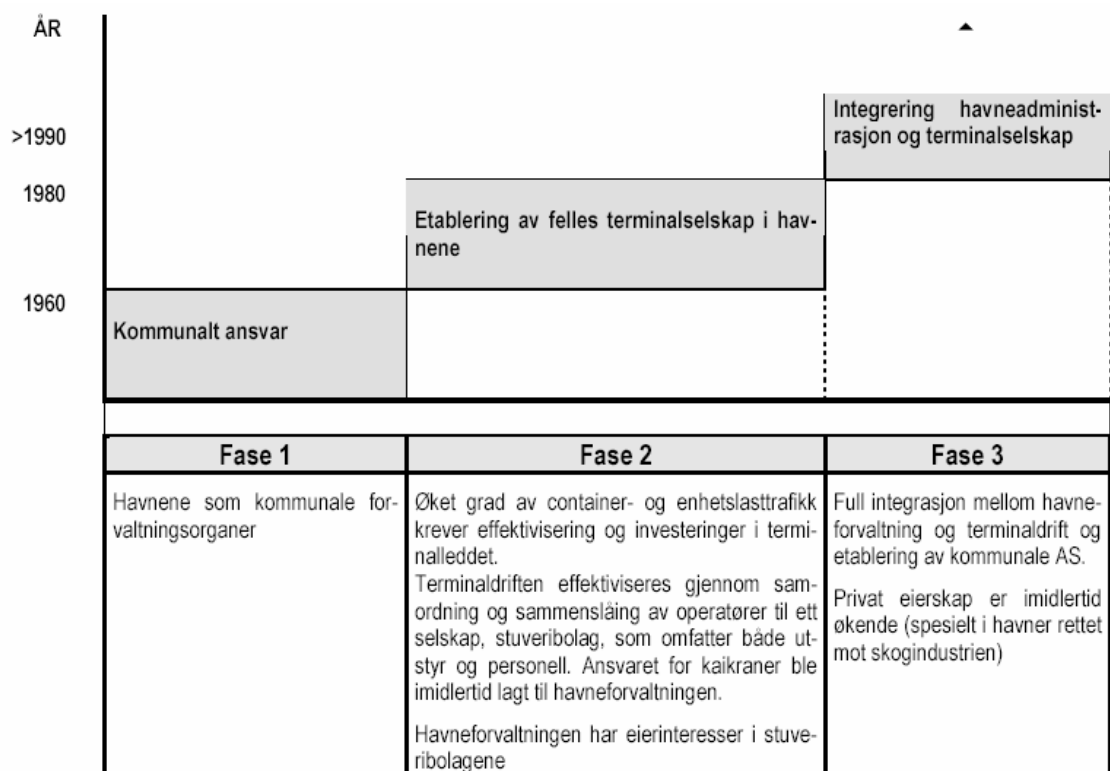 ÅR
Integrering havneadminist-
rasjon og terminalselskap
>1990
1980
Etablering av felles terminalselskap i hav-
nene
1960
Kommunalt ansvar
Fase 1
Fase 2
Fase 3
Havnene som kommunale for-
valtningsorganer
Øket grad av container- og enhetslasttrafikk
krever effektivisering og investeringer i termi-
nalleddet.
Terminaldriften effektiviseres gjennom sam-
ordning og sammenslåing av operatører til ett
selskap, stuveribolag, som omfatter både ut-
styr og personell. Ansvaret for kaikraner ble
imidlertid lagt til havneforvaltningen.
Havneforvaltningen har eierinteresser i stuve-
ribolagene
Full integrasjon mellom havne-
forvaltning og terminaldrift og
etablering av kommunale AS.
Privat eierskap er imidlertid
økende (spesielt i havner rettet
mot skogindustrien)